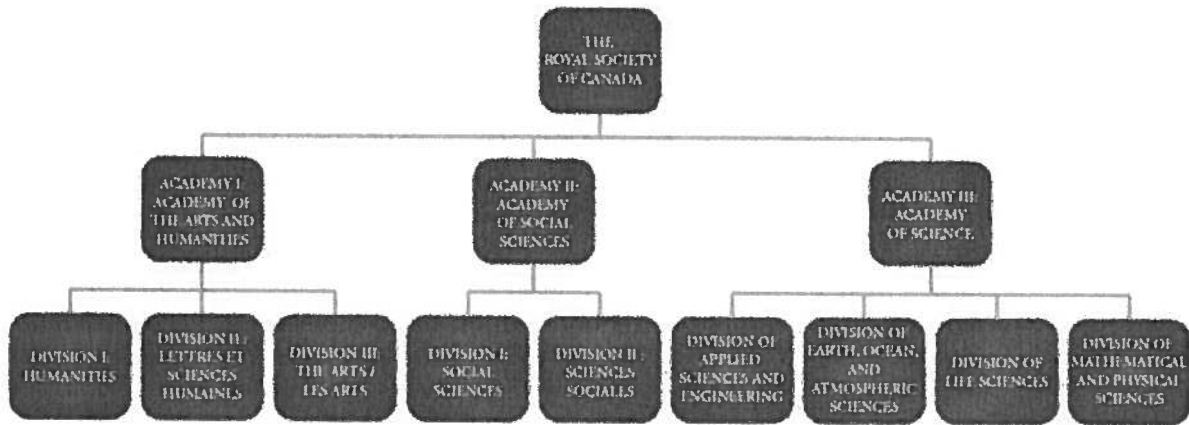 THE
ROYAL SOCIETY
OF CANADA
ACADEMY I:
ACADEMY OF
THE ARTS AND
HUMANITIES
ACADEMY II:
ACADEMY
OF SOCIAL
SCIENCES
ACADEMY III:
ACADEMY
OF SCIENCE
DIVISION I:
HUMANITIES
DIVISION II:
LETTRES ET
SCIENCES
HUMAINES
DIVISION III:
THE ARTS /
LES ARTS
DIVISION I:
SOCIAL
SCIENCES
DIVISION II :
SCIENCES
SOCIALES
DIVISION OF
APPLIED
SCIENCES AND
ENGINEERING
DIVISION OF
EARTH, OCEAN,
AND
ATMOSPHERIC
SCIENCES
DIVISION OF
LIFE SCIENCES
DIVISION OF
MATHEMATICAL
AND PHYSICAL
SCIENCES